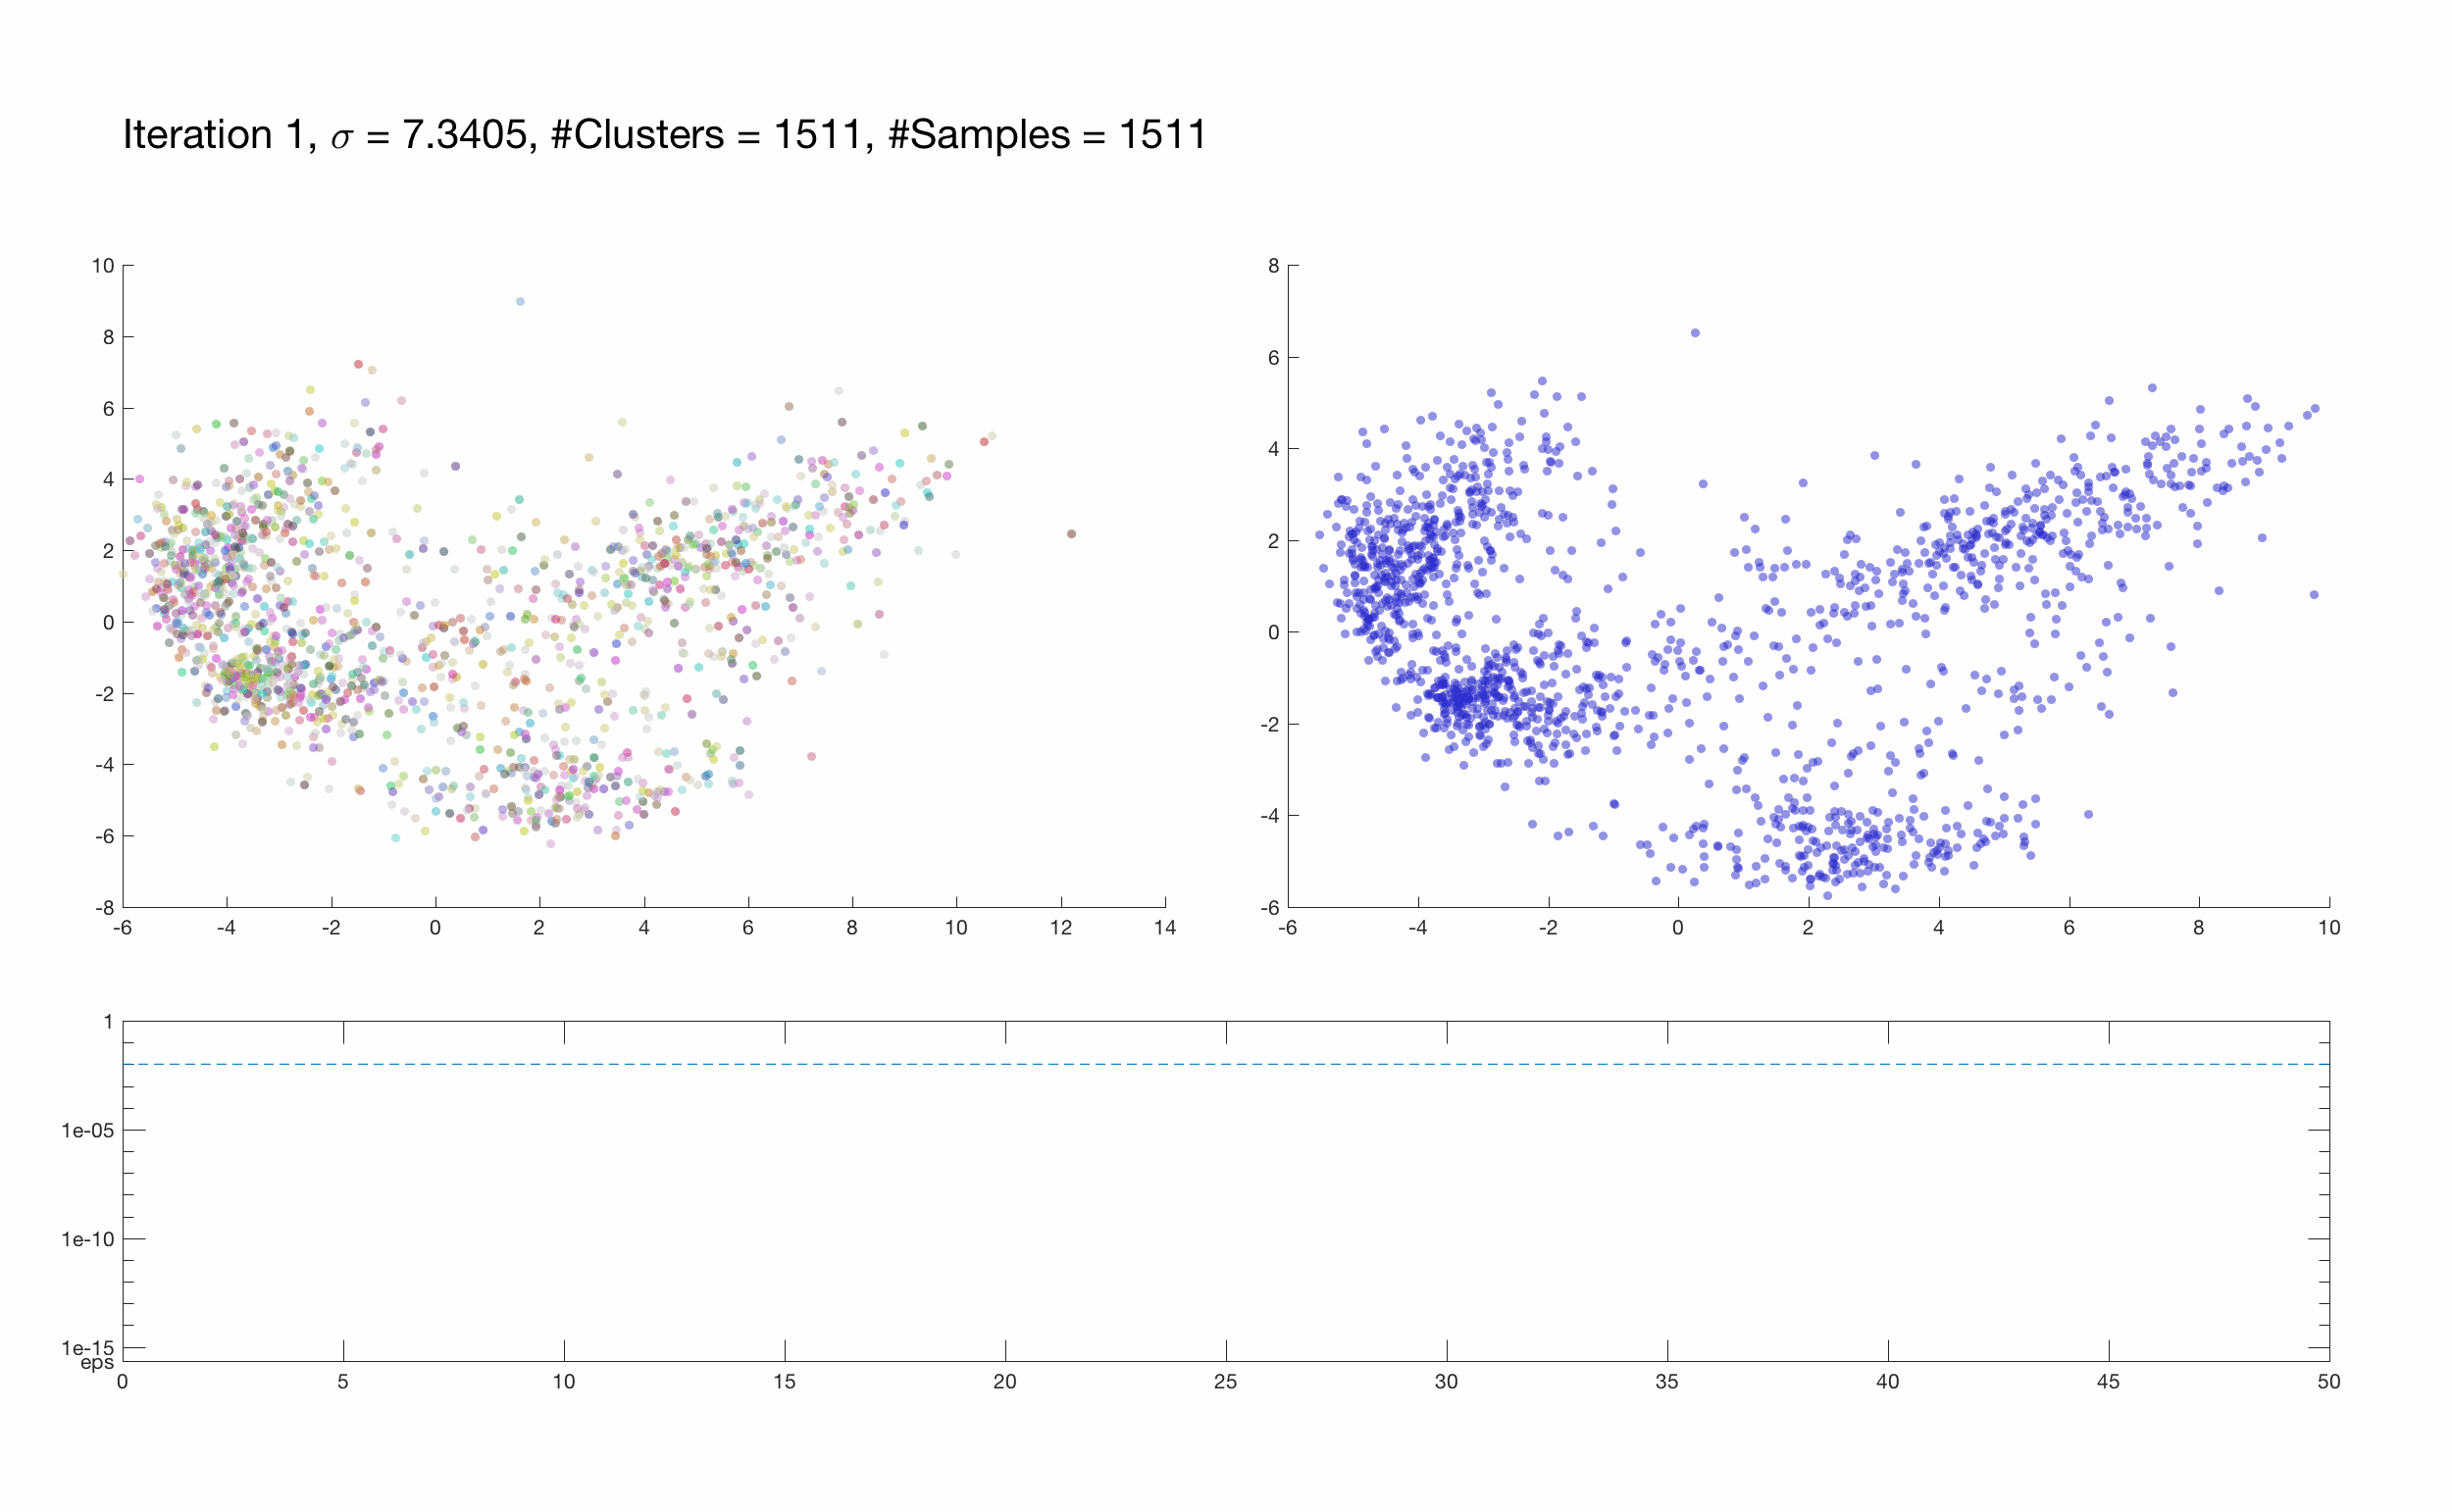 Iteration 1, σ = 7.3405, #Clusters = 1511, #Samples = 1511
10
8
6
4
2
0
-2
-4
-6
-8
-6 -4 -2 0 2 4 6 8 10 12 14
8
6
4
2
0
-2
-4
-6
-6 -4 -2 0 2 4 6 8 10
1
1e-05
1e-10
1e-15
eps
0 5 10 15 20 25 30 35 40 45 50